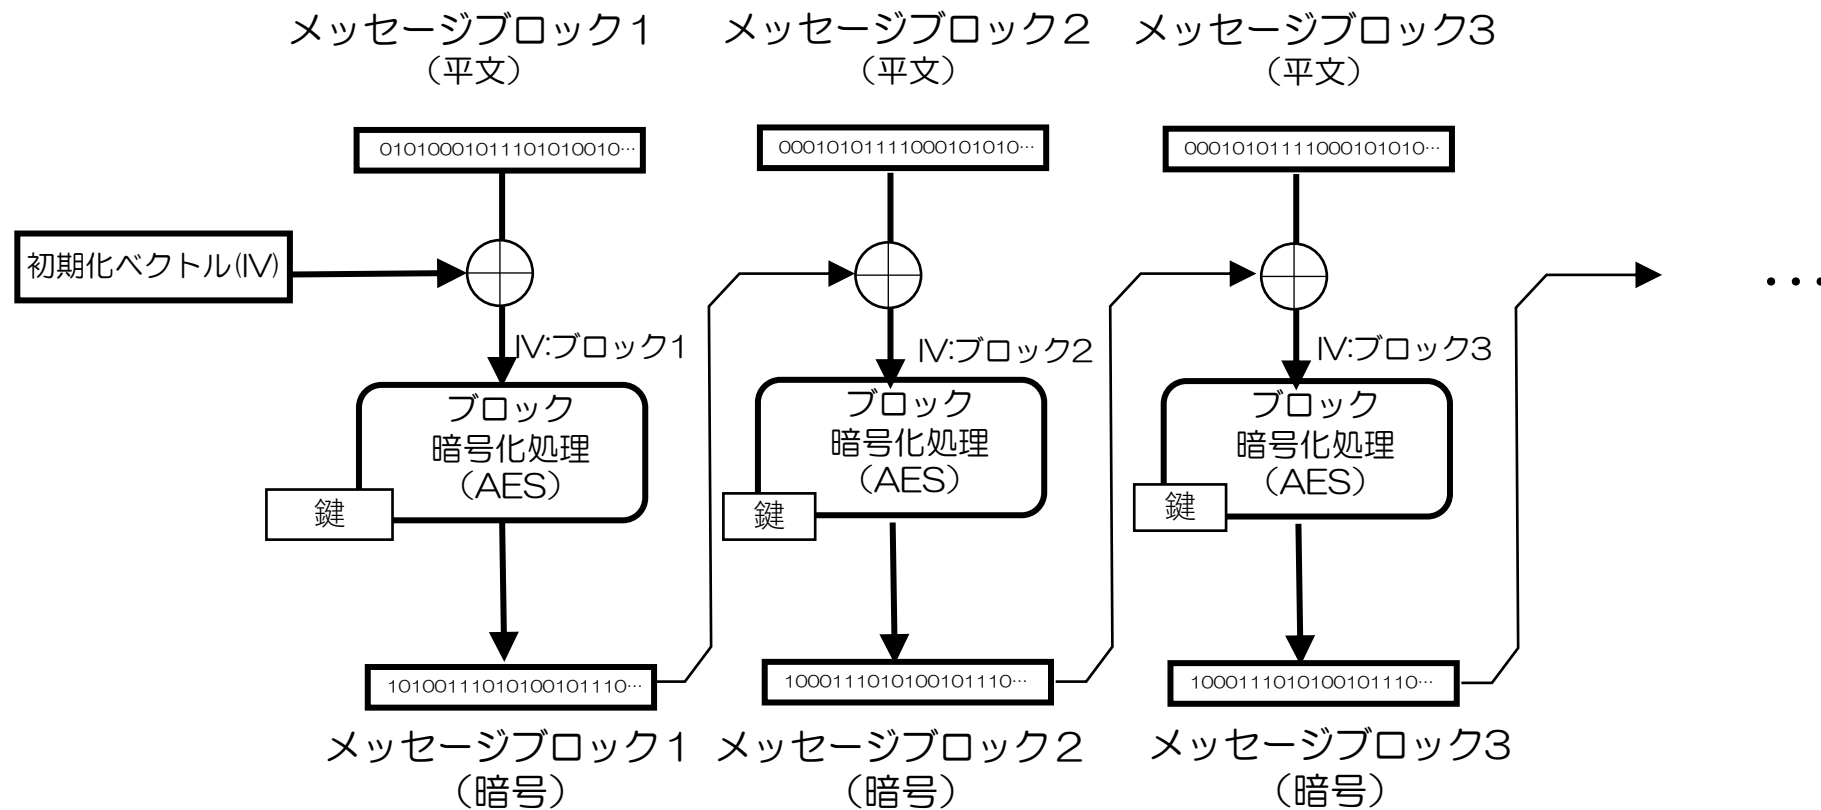 メッセージブロック1
(平文)
メッセージブロック2
(平文)
メッセージブロック3
(平文)
0101000101110101​0010…
0001010111100010​1010…
0001010111100010​1010…
初期化ベクトル(IV)
…
IV:ブロック1
IV:ブロック2
IV:ブロック3
ブロック
暗号化処理
(AES)
鍵
ブロック
暗号化処理
(AES)
鍵
ブロック
暗号化処理
(AES)
鍵
10100111010100101110…
1000111010100101110…
1000111010100101110…
メッセージブロック1
(暗号)
メッセージブロック2
(暗号)
メッセージブロック3
(暗号)